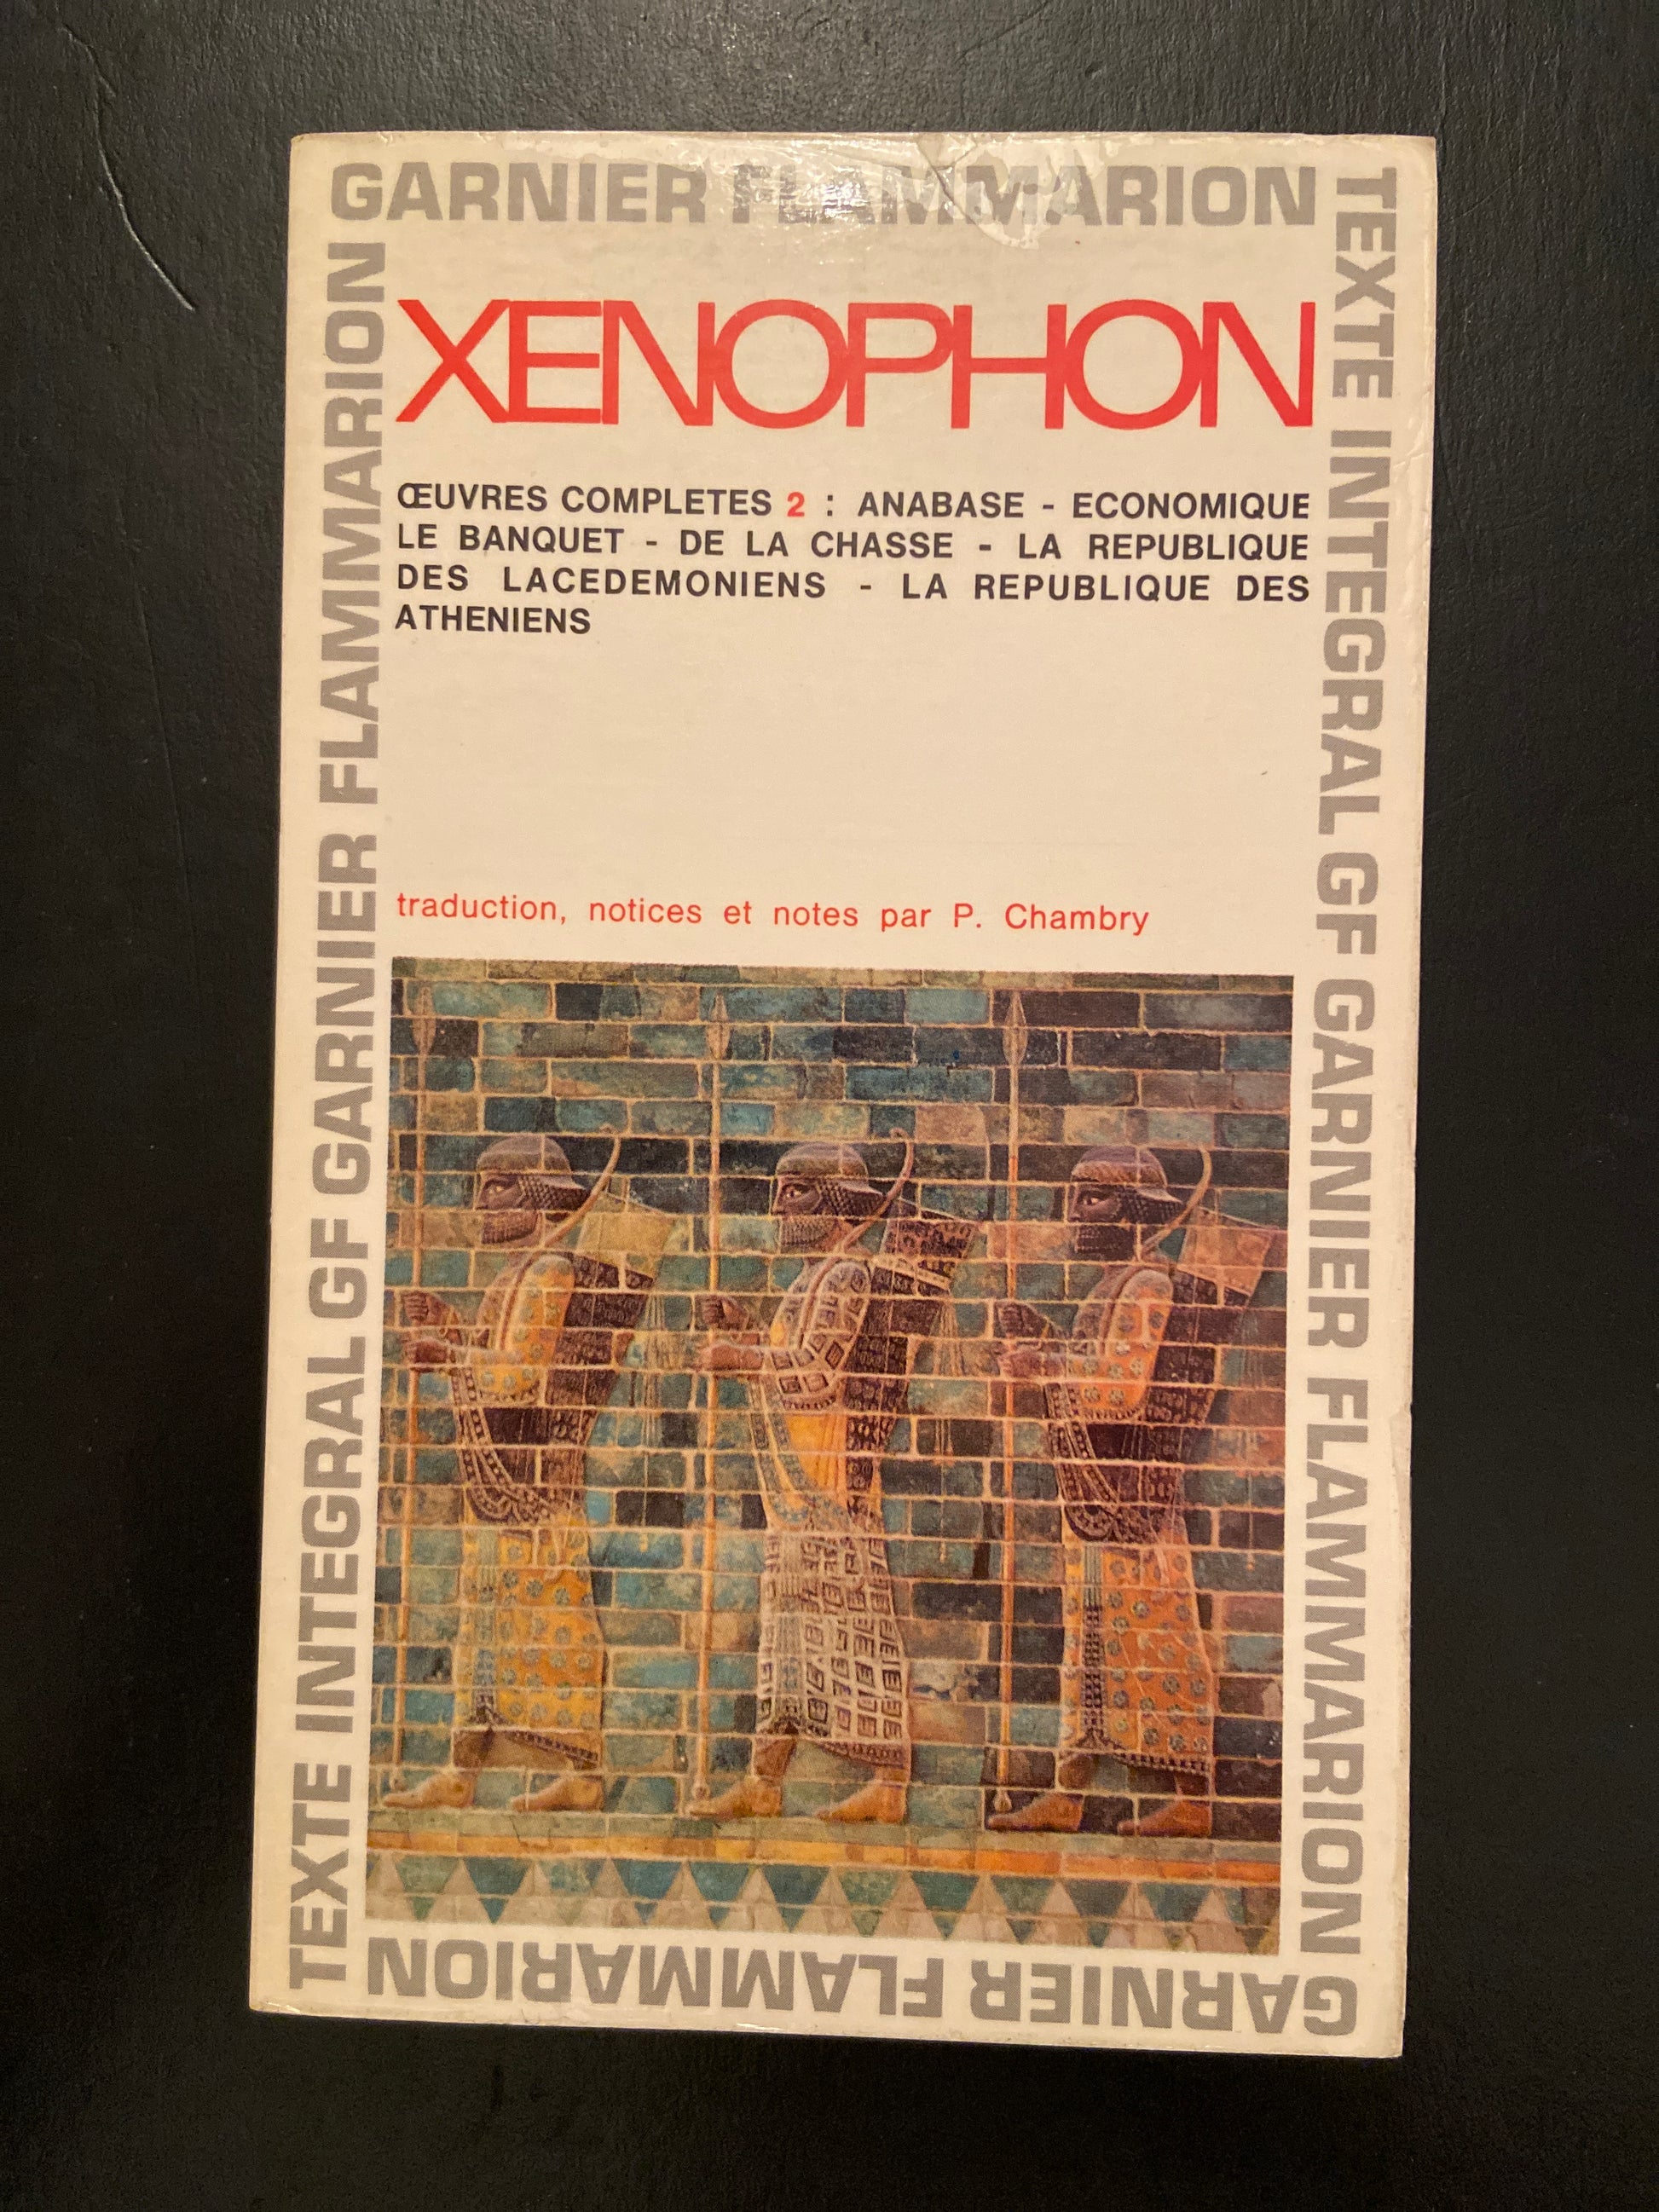 GARNIER FLAMMARION
XENOPHON
ŒUVRES COMPLETES 2 : ANABASE - ECONOMIQUE
LE BANQUET - DE LA CHASSE - LA REPUBLIQUE
DES LACEDEMONIENS - LA REPUBLIQUE DES
ATHENIENS
traduction, notices et notes par P. Chambry
TEXTE INTEGRAL GF GARNIER FLAMMARION
TEXTE INTEGRAL GF GARNIER FLAMMARION
GARNIER FLAMMARION